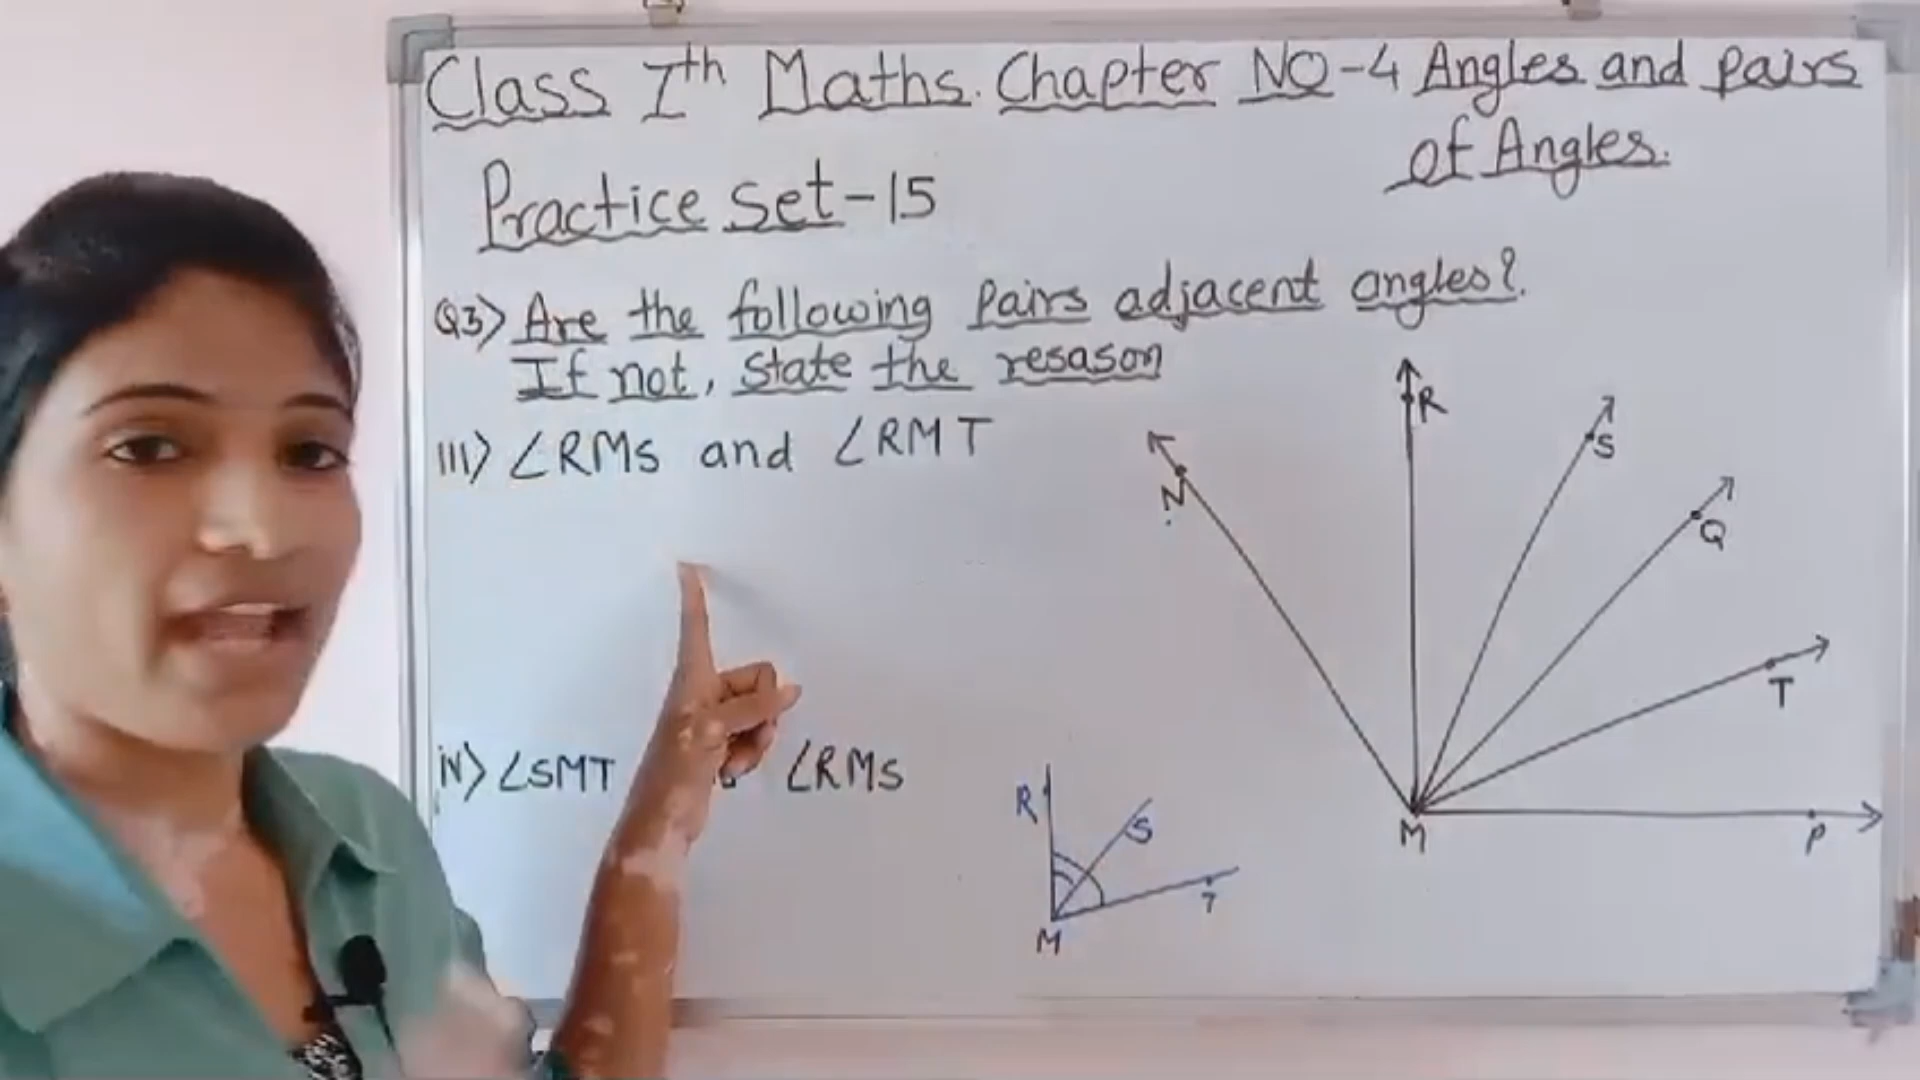 Class 7th Maths. Chapter NO-4 Angles and pairs
of Angles.
Practice Set-15
Q3) Are the following pairs adjacent angles?
If not, state the resason
III) ∠RMS and ∠RMT
IV) ∠SMT ∠RMS
R
S
N
Q
T
M
P
R
S
T
M